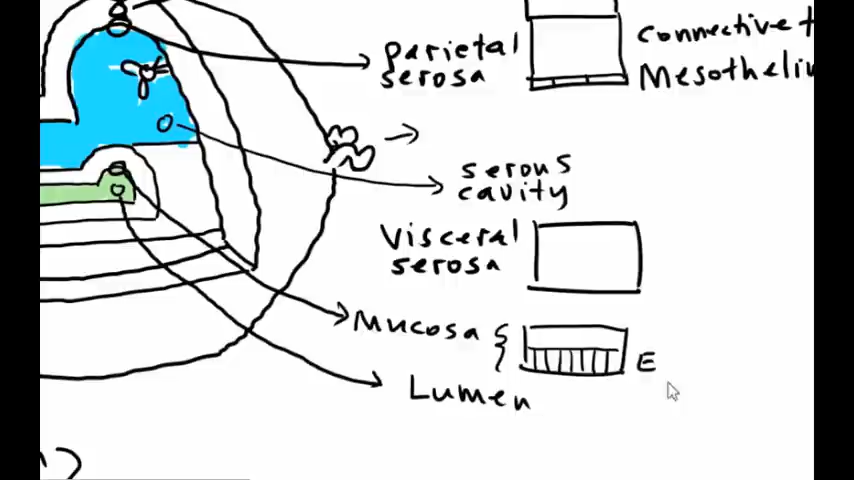 parietal
serosa
Connective t
Mesotheliu
serous
cavity
Visceral
serosa
Mucosa
E
Lumen